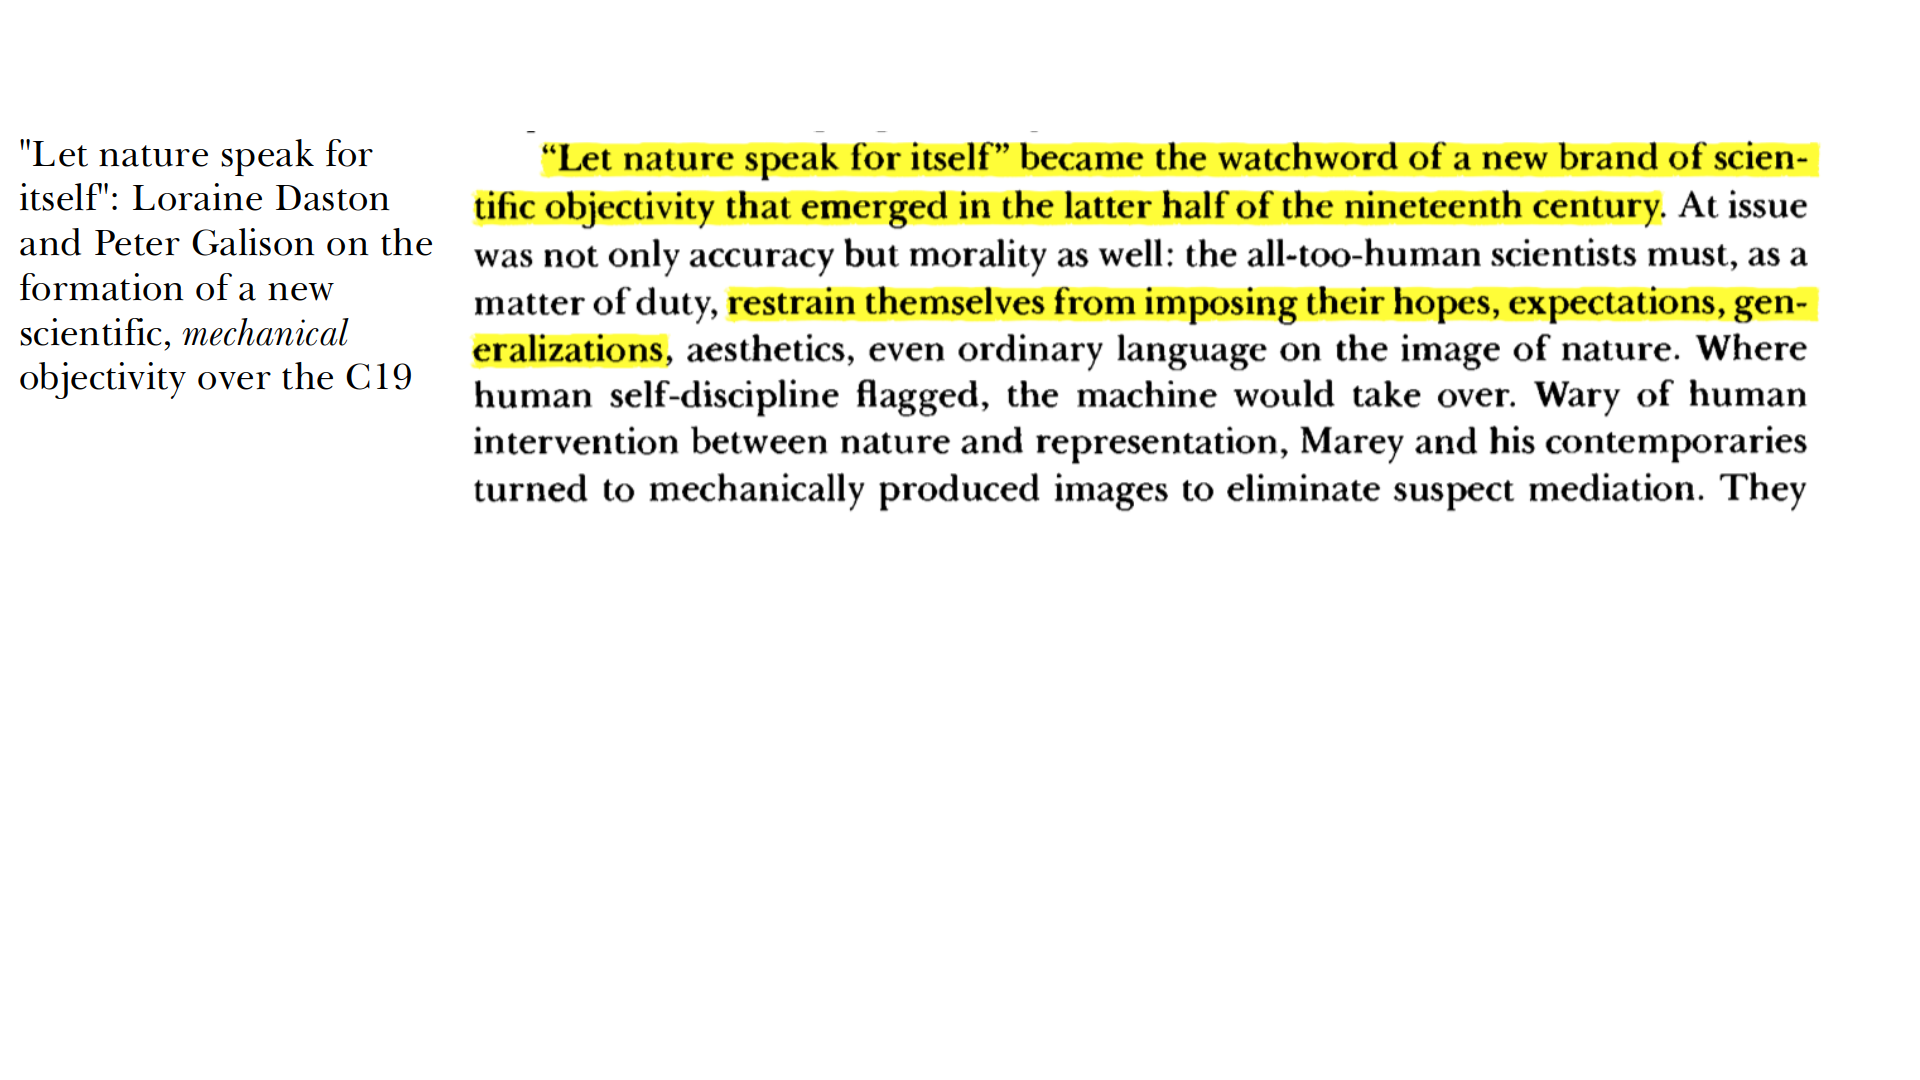 "Let nature speak for
itself": Loraine Daston
and Peter Galison on the
formation of a new
scientific, mechanical
objectivity over the C19
“Let nature speak for itself” became the watchword of a new brand of scien-
tific objectivity that emerged in the latter half of the nineteenth century. At issue
was not only accuracy but morality as well: the all-too-human scientists must, as a
matter of duty, restrain themselves from imposing their hopes, expectations, gen-
eralizations, aesthetics, even ordinary language on the image of nature. Where
human self-discipline flagged, the machine would take over. Wary of human
intervention between nature and representation, Marey and his contemporaries
turned to mechanically produced images to eliminate suspect mediation. They